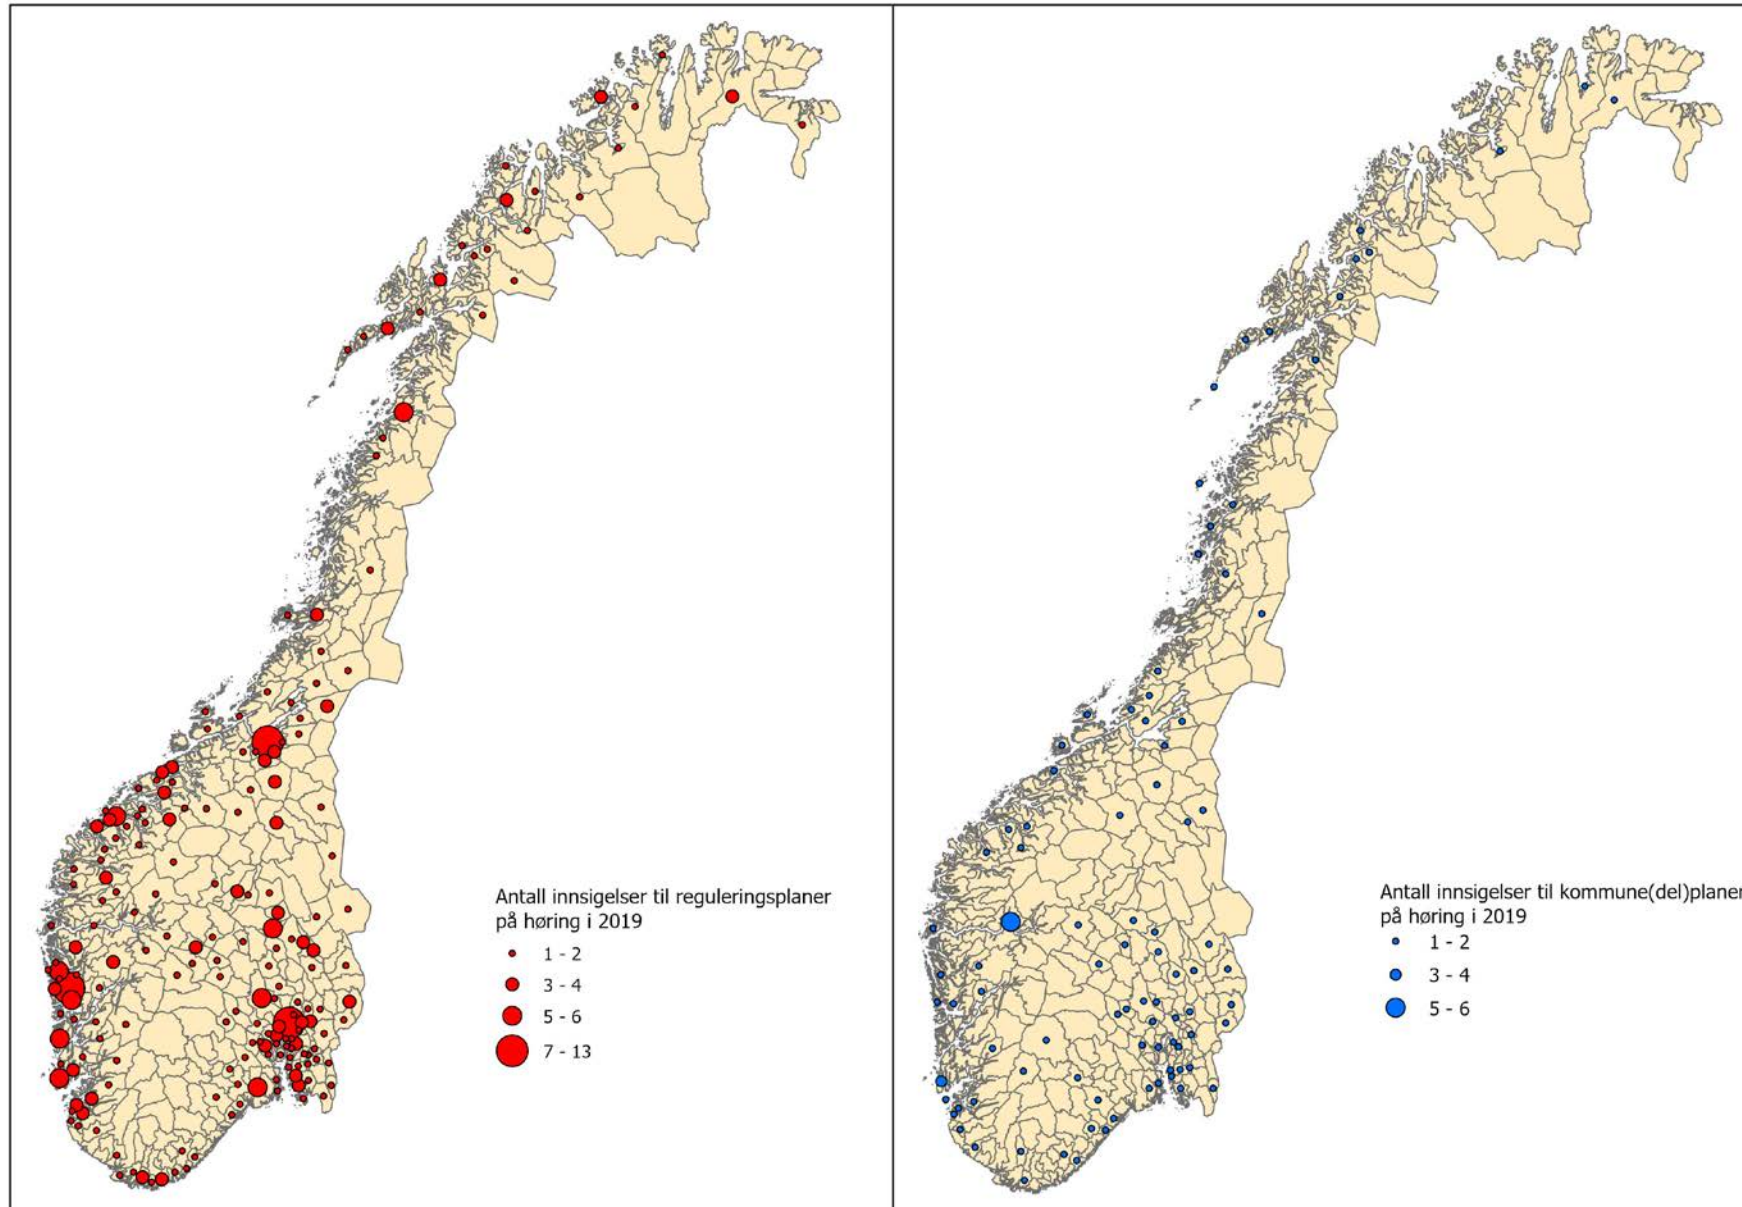 Antall innsigelser til reguleringsplaner
på høring i 2019
1 - 2
3 - 4
5 - 6
7 - 13
Antall innsigelser til kommune(del)planer
på høring i 2019
1 - 2
3 - 4
5 - 6